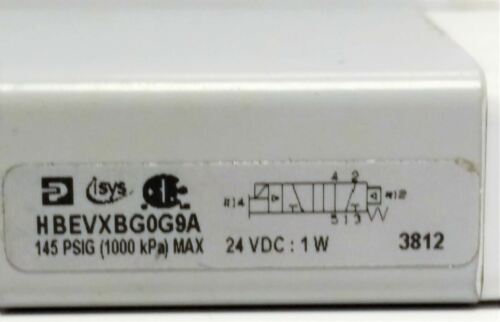 isys
4 2
14 12
5 1 3
HBEVXBG0G9A
145 PSIG (1000 kPa) MAX 24 VDC : 1 W 3812